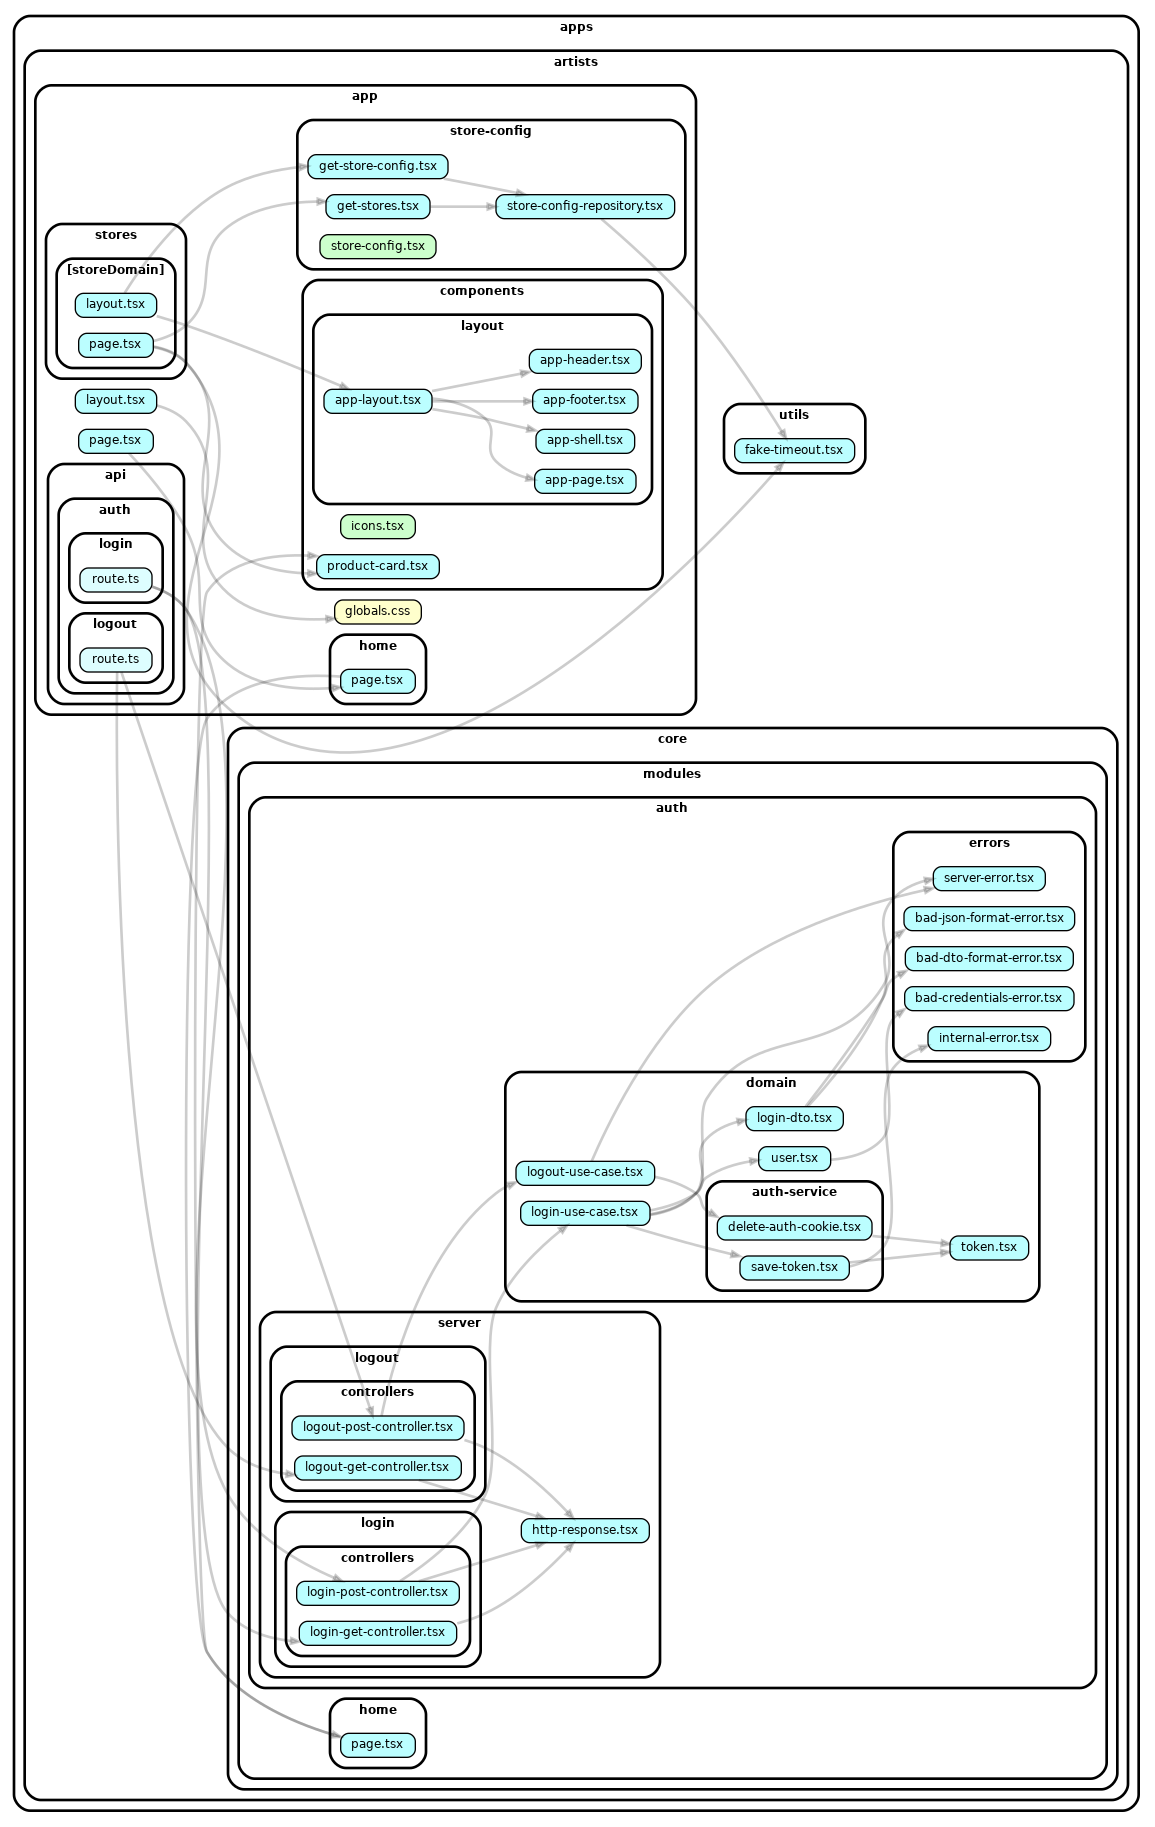 apps
artists
app
store-config
get-store-config.tsx
get-stores.tsx
store-config-repository.tsx
store-config.tsx
stores
[storeDomain]
layout.tsx
page.tsx
components
layout
app-header.tsx
app-layout.tsx
app-footer.tsx
app-shell.tsx
app-page.tsx
icons.tsx
product-card.tsx
layout.tsx
page.tsx
utils
fake-timeout.tsx
api
auth
login
route.ts
logout
route.ts
globals.css
home
page.tsx
core
modules
auth
errors
server-error.tsx
bad-json-format-error.tsx
bad-dto-format-error.tsx
bad-credentials-error.tsx
internal-error.tsx
domain
login-dto.tsx
user.tsx
logout-use-case.tsx
login-use-case.tsx
auth-service
delete-auth-cookie.tsx
save-token.tsx
token.tsx
server
logout
controllers
logout-post-controller.tsx
logout-get-controller.tsx
login
http-response.tsx
controllers
login-post-controller.tsx
login-get-controller.tsx
home
page.tsx